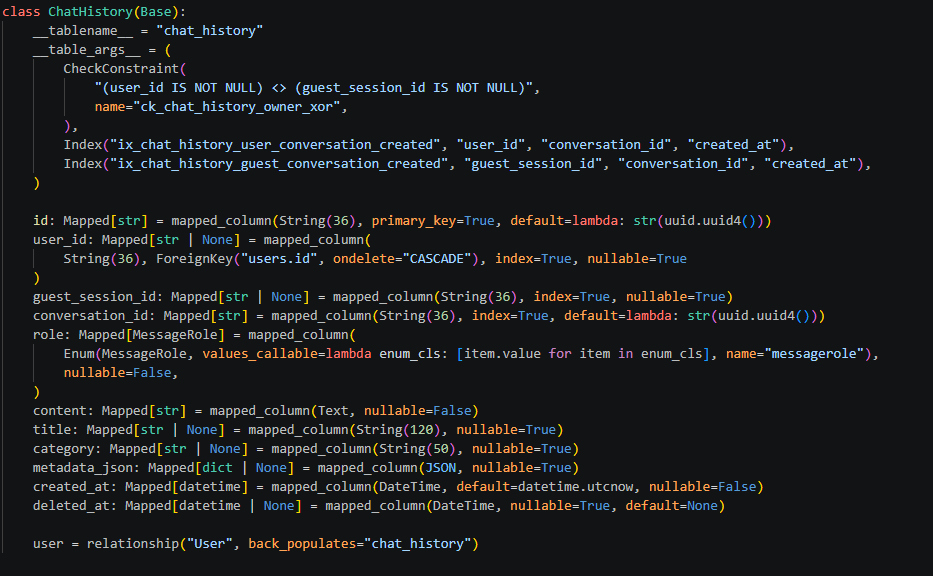 class ChatHistory(Base):
    __tablename__ = "chat_history"
    __table_args__ = (
        CheckConstraint(
            "(user_id IS NOT NULL) <> (guest_session_id IS NOT NULL)",
            name="ck_chat_history_owner_xor",
        ),
        Index("ix_chat_history_user_conversation_created", "user_id", "conversation_id", "created_at"),
        Index("ix_chat_history_guest_conversation_created", "guest_session_id", "conversation_id", "created_at"),
    )

    id: Mapped[str] = mapped_column(String(36), primary_key=True, default=lambda: str(uuid.uuid4()))
    user_id: Mapped[str | None] = mapped_column(
        String(36), ForeignKey("users.id", ondelete="CASCADE"), index=True, nullable=True
    )
    guest_session_id: Mapped[str | None] = mapped_column(String(36), index=True, nullable=True)
    conversation_id: Mapped[str] = mapped_column(String(36), index=True, default=lambda: str(uuid.uuid4()))
    role: Mapped[MessageRole] = mapped_column(
        Enum(MessageRole, values_callable=lambda enum_cls: [item.value for item in enum_cls], name="messagerole"),
        nullable=False,
    )
    content: Mapped[str] = mapped_column(Text, nullable=False)
    title: Mapped[str | None] = mapped_column(String(120), nullable=True)
    category: Mapped[str | None] = mapped_column(String(50), nullable=True)
    metadata_json: Mapped[dict | None] = mapped_column(JSON, nullable=True)
    created_at: Mapped[datetime] = mapped_column(DateTime, default=datetime.utcnow, nullable=False)
    deleted_at: Mapped[datetime | None] = mapped_column(DateTime, nullable=True, default=None)

    user = relationship("User", back_populates="chat_history")